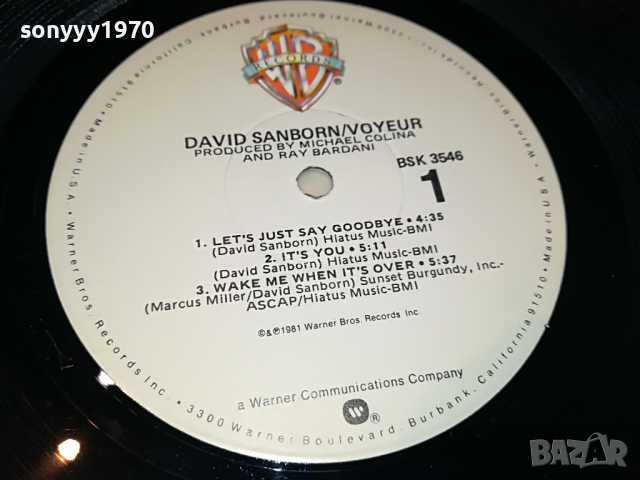 sonyyy1970
WB
RECORDS
®
DAVID SANBORN/VOYEUR
PRODUCED BY MICHAEL COLINA
AND RAY BARDANI
BSK 3546
1
1. LET'S JUST SAY GOODBYE • 4:35
(David Sanborn) Hiatus Music-BMI
2. IT'S YOU • 5:11
(David Sanborn) Hiatus Music-BMI
3. WAKE ME WHEN IT'S OVER • 5:37
(Marcus Miller/David Sanborn) Sunset Burgundy, Inc.-
ASCAP/Hiatus Music-BMI
©&℗1981 Warner Bros. Records Inc.
a Warner Communications Company
®
Warner Bros. Records Inc. • 3300 Warner Boulevard. Burbank, California 91510 • Made in U.S.A. •
BAZAR